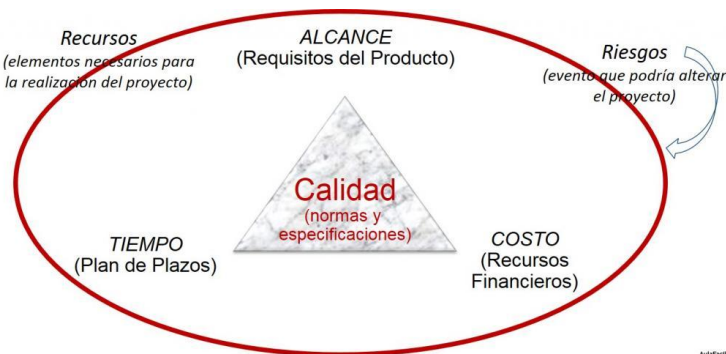 Recursos
(elementos necesarios para
la realización del proyecto)
ALCANCE
(Requisitos del Producto)
Riesgos
(evento que podría alterar
el proyecto)
Calidad
(normas y
especificaciones)
TIEMPO
(Plan de Plazos)
COSTO
(Recursos
Financieros)